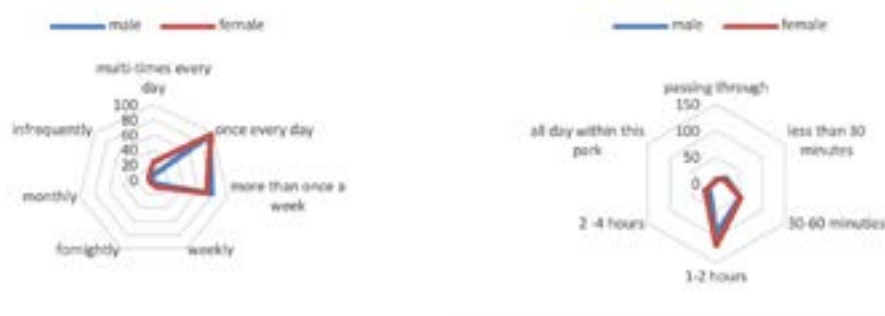 male female
multi-times every
day
100
80
60
40
20
0
once every day
more than once a
week
weekly
fornightly
monthly
infrequently
male female
passing through
150
100
50
0
less than 30
minutes
30-60 minuties
1-2 hours
2 -4 hours
all day within this
park